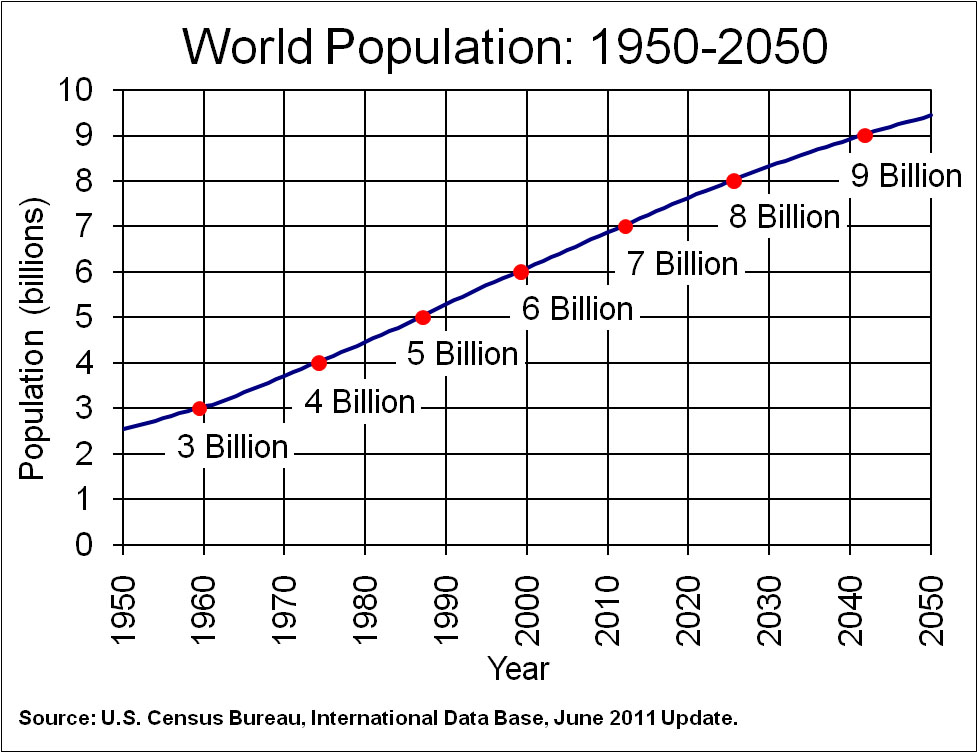 World Population: 1950-2050
10
9
8
7
6
5
4
3
2
1
0
Population (billions)
9 Billion
8 Billion
7 Billion
6 Billion
5 Billion
4 Billion
3 Billion
1950
1960
1970
1980
1990
2000
2010
2020
2030
2040
2050
Year
Source: U.S. Census Bureau, International Data Base, June 2011 Update.